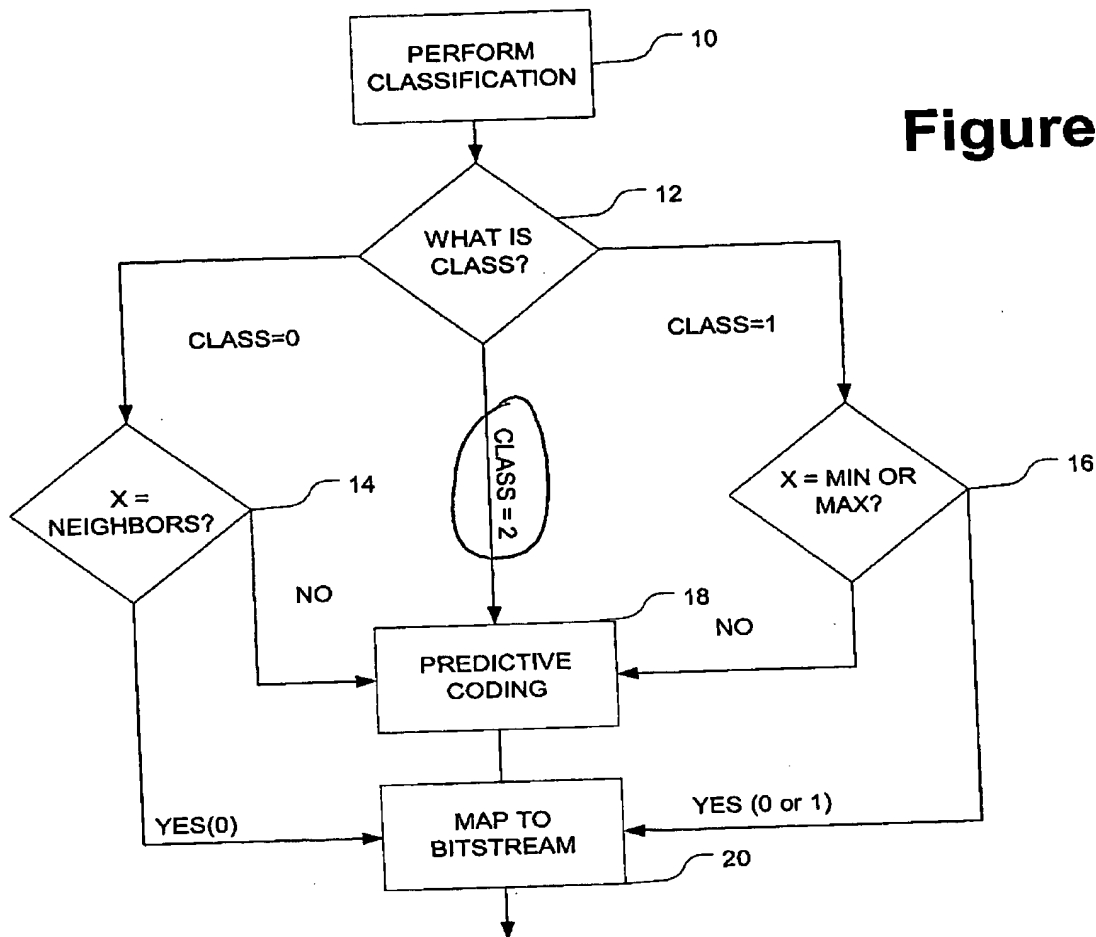 PERFORM
CLASSIFICATION
10
Figure
WHAT IS
CLASS?
12
CLASS=0
CLASS=1
CLASS = 2
X =
NEIGHBORS?
14
X = MIN OR
MAX?
16
NO
18
NO
PREDICTIVE
CODING
YES(0)
MAP TO
BITSTREAM
YES (0 or 1)
20